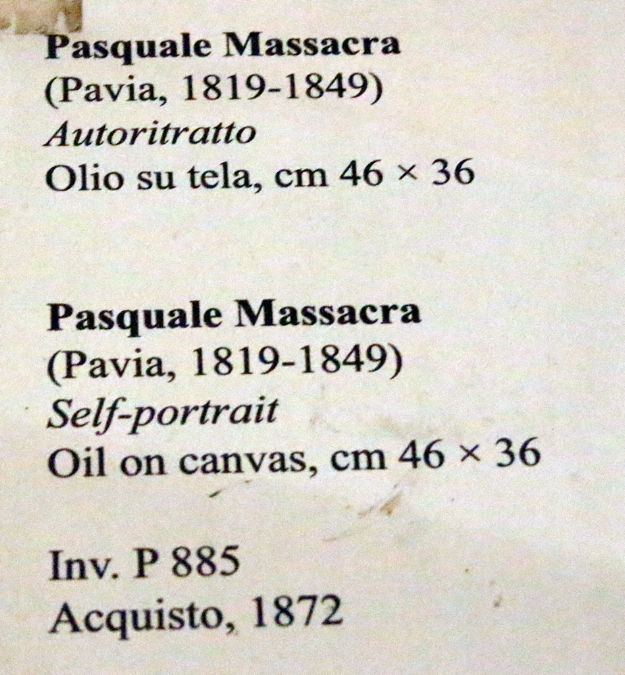 Pasquale Massacra
(Pavia, 1819-1849)
Autoritratto
Olio su tela, cm 46 × 36
Pasquale Massacra
(Pavia, 1819-1849)
Self-portrait
Oil on canvas, cm 46 × 36
Inv. P 885
Acquisto, 1872